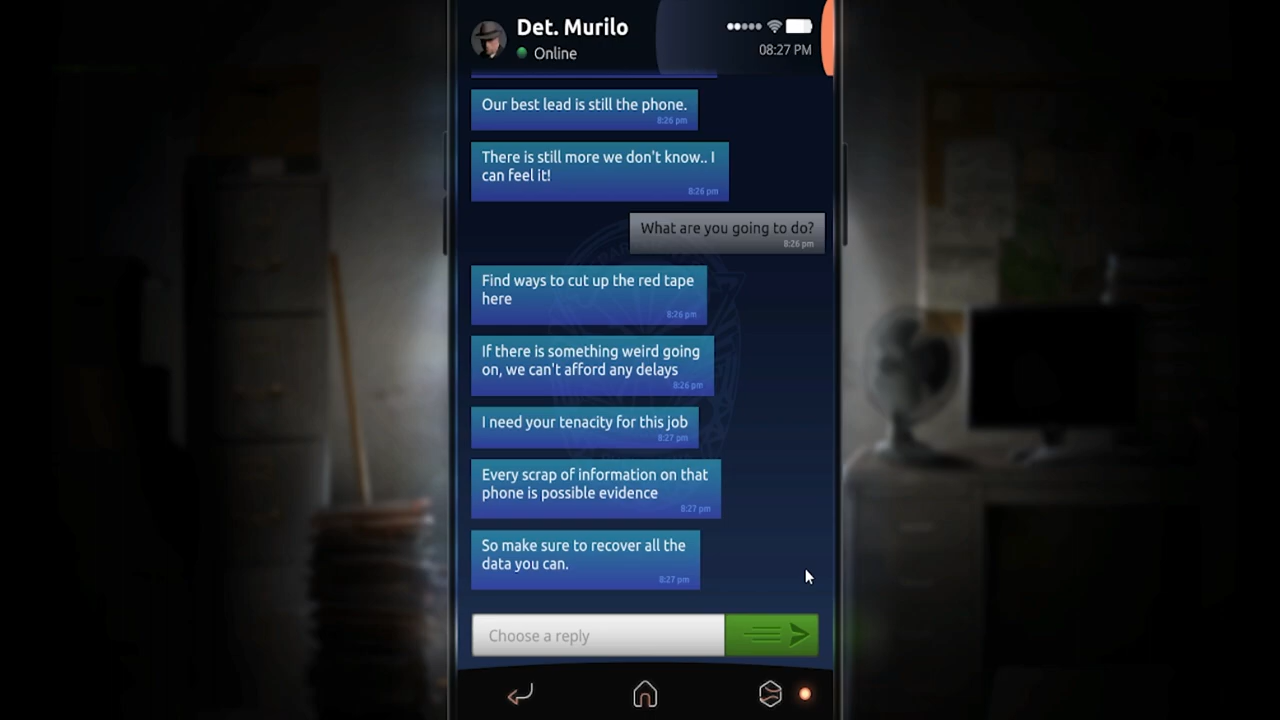 Det. Murilo
Online
08:27 PM
Our best lead is still the phone.
8:26 pm
There is still more we don't know.. I
can feel it!
8:26 pm
What are you going to do?
8:26 pm
Find ways to cut up the red tape
here
8:26 pm
If there is something weird going
on, we can't afford any delays
8:26 pm
I need your tenacity for this job
8:27 pm
Every scrap of information on that
phone is possible evidence
8:27 pm
So make sure to recover all the
data you can.
8:27 pm
Choose a reply